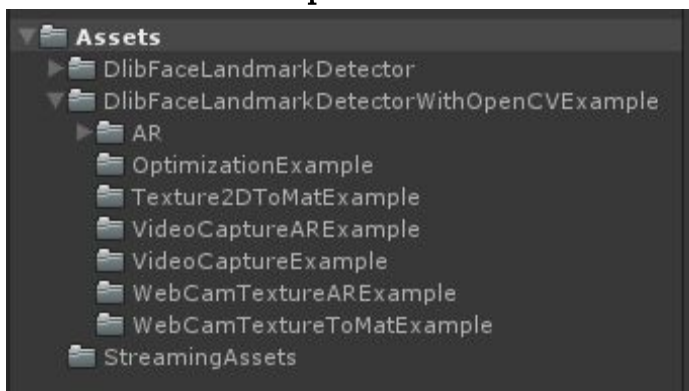 Assets
DlibFaceLandmarkDetector
DlibFaceLandmarkDetectorWithOpenCVExample
AR
OptimizationExample
Texture2DToMatExample
VideoCaptureARExample
VideoCaptureExample
WebCamTextureARExample
WebCamTextureToMatExample
StreamingAssets